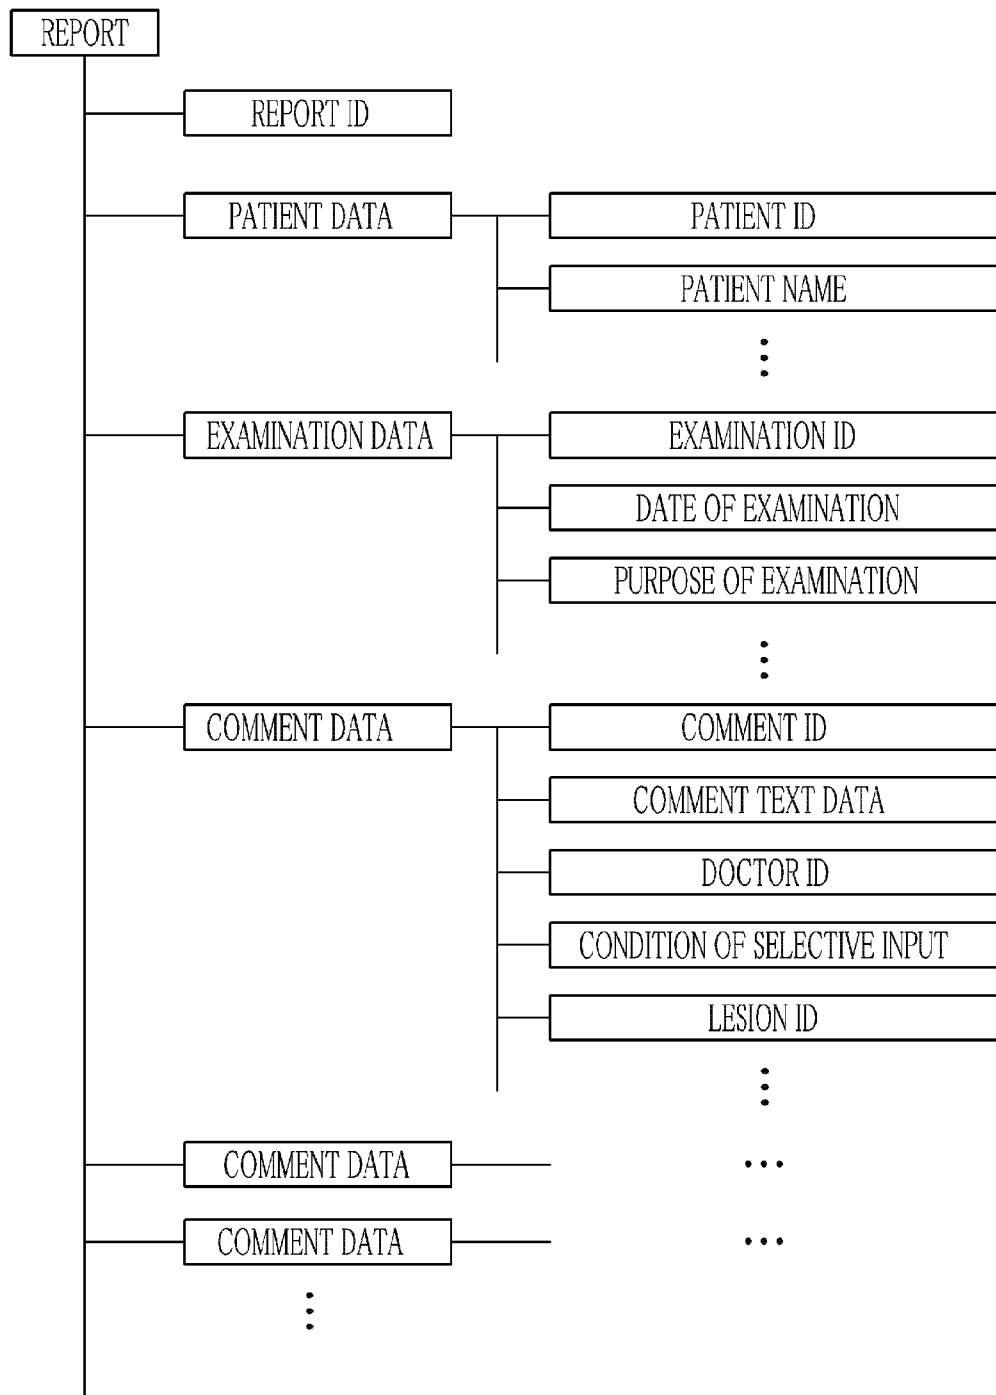 REPORT
REPORT ID
PATIENT DATA
PATIENT ID
PATIENT NAME
EXAMINATION DATA
EXAMINATION ID
DATE OF EXAMINATION
PURPOSE OF EXAMINATION
COMMENT DATA
COMMENT ID
COMMENT TEXT DATA
DOCTOR ID
CONDITION OF SELECTIVE INPUT
LESION ID
COMMENT DATA
COMMENT DATA